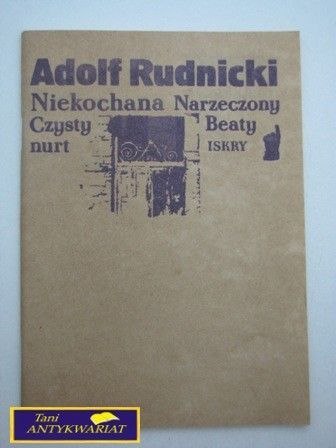 Adolf Rudnicki
Niekochana Narzeczony
Czysty Beaty
nurt ISKRY
Tani
ANTYKWARIAT